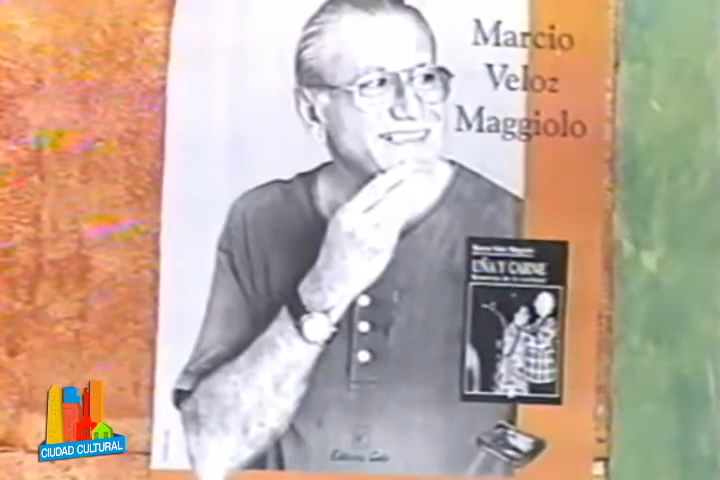 Marcio
Veloz
Maggiolo
UÑA Y CARNE
CIUDAD CULTURAL